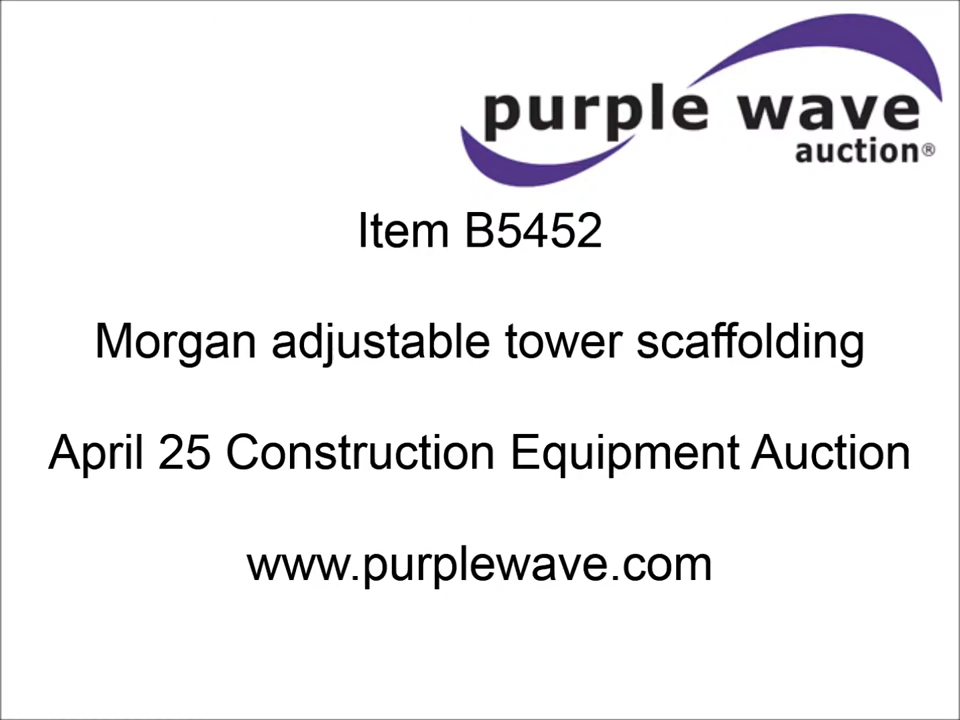 purple wave
auction®
Item B5452
Morgan adjustable tower scaffolding
April 25 Construction Equipment Auction
www.purplewave.com